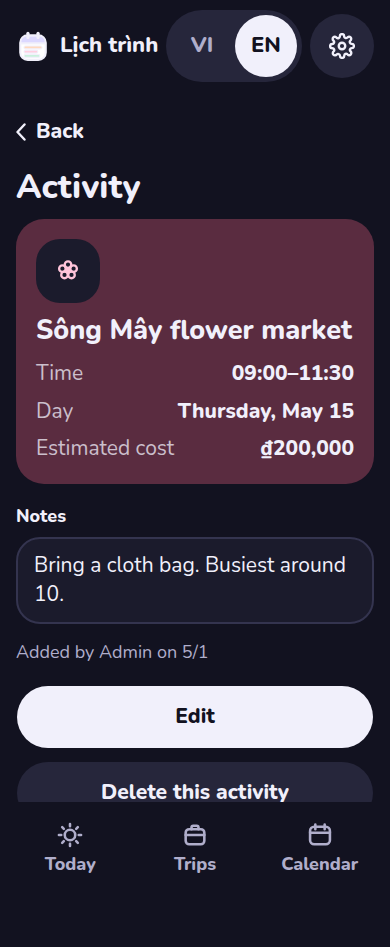 Lịch trình
VI
EN
Back
Activity
Sông Mây flower market
Time
09:00–11:30
Day
Thursday, May 15
Estimated cost
₫200,000
Notes
Bring a cloth bag. Busiest around
10.
Added by Admin on 5/1
Edit
Delete this activity
Today
Trips
Calendar